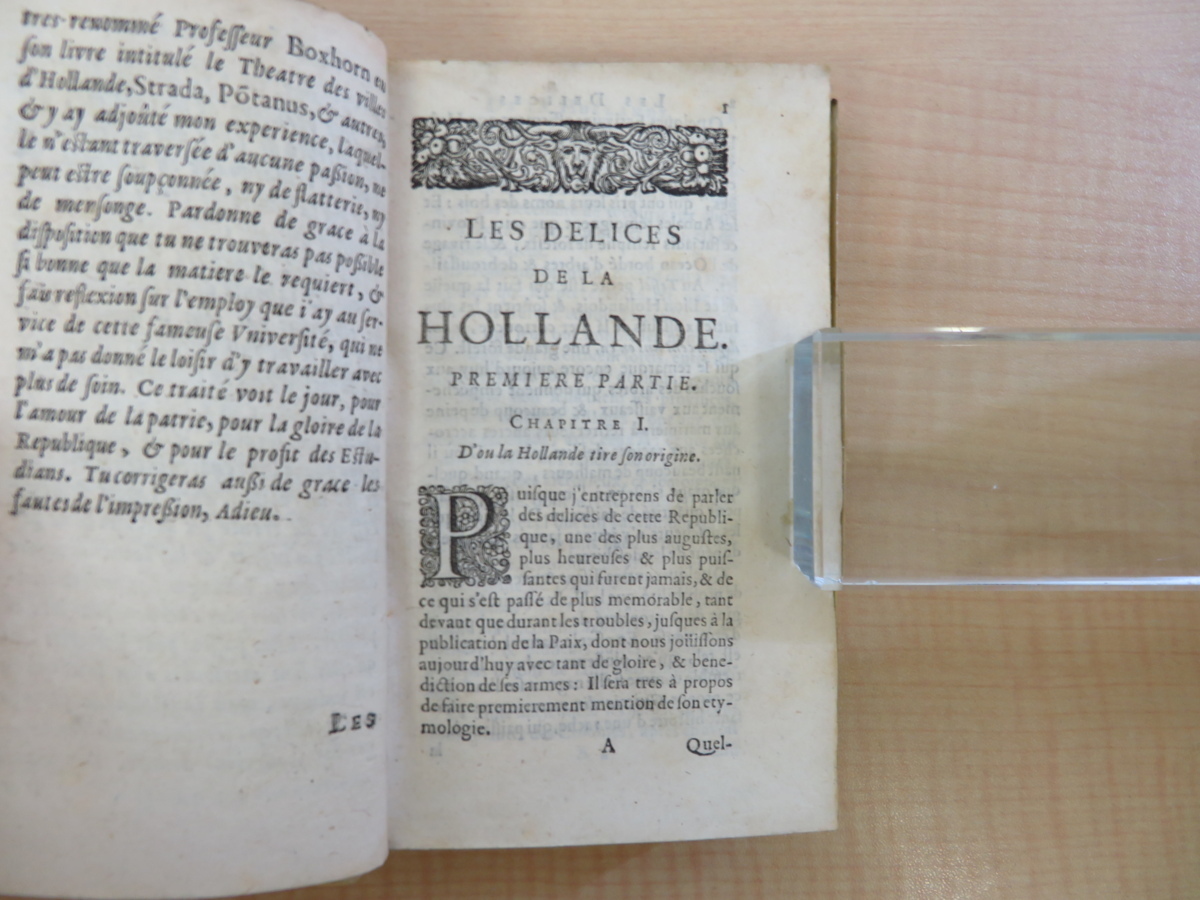 tres-renommé Professeur Boxhorn en
son livre intitulé le Theatre des villes
d'Hollande, Strada, Põtanus, & autres,
& y ay adjoûté mon experience, laquel-
le n'estant traversée d'aucune passion, ne
peut estre soupçonnée, ny de flatterie, ny
de mensonge. Pardonne de grace à la
disposition que tu ne trouveras pas possible
si bonne que la matiere le requiert, &
fais reflexion sur l'employ que i'ay au ser-
vice de cette fameuse Vniversité, qui ne
m'a pas donné le loisir d'y travailler avec
plus de soin. Ce traité voit le jour, pour
l'amour de la patrie, pour la gloire de la
Republique, & pour le profit des Estu-
dians. Tu corrigeras aussi de grace les
fautes de l'impression, Adieu.
LES
1
LES DELICES
DE LA
HOLLANDE.
PREMIERE PARTIE.
CHAPITRE I.
D'ou la Hollande tire son origine.
Puisque j'entreprens de parler
des delices de cette Republi-
que, une des plus augustes,
plus heureuses & plus puis-
santes qui furent jamais, & de
ce qui s'est passé de plus memorable, tant
devant que durant les troubles, jusques à la
publication de la Paix, dont nous joüissons
aujourd'huy avec tant de gloire, & bene-
diction de ses armes : Il sera tres à propos
de faire premierement mention de son ety-
mologie.
A Quel-